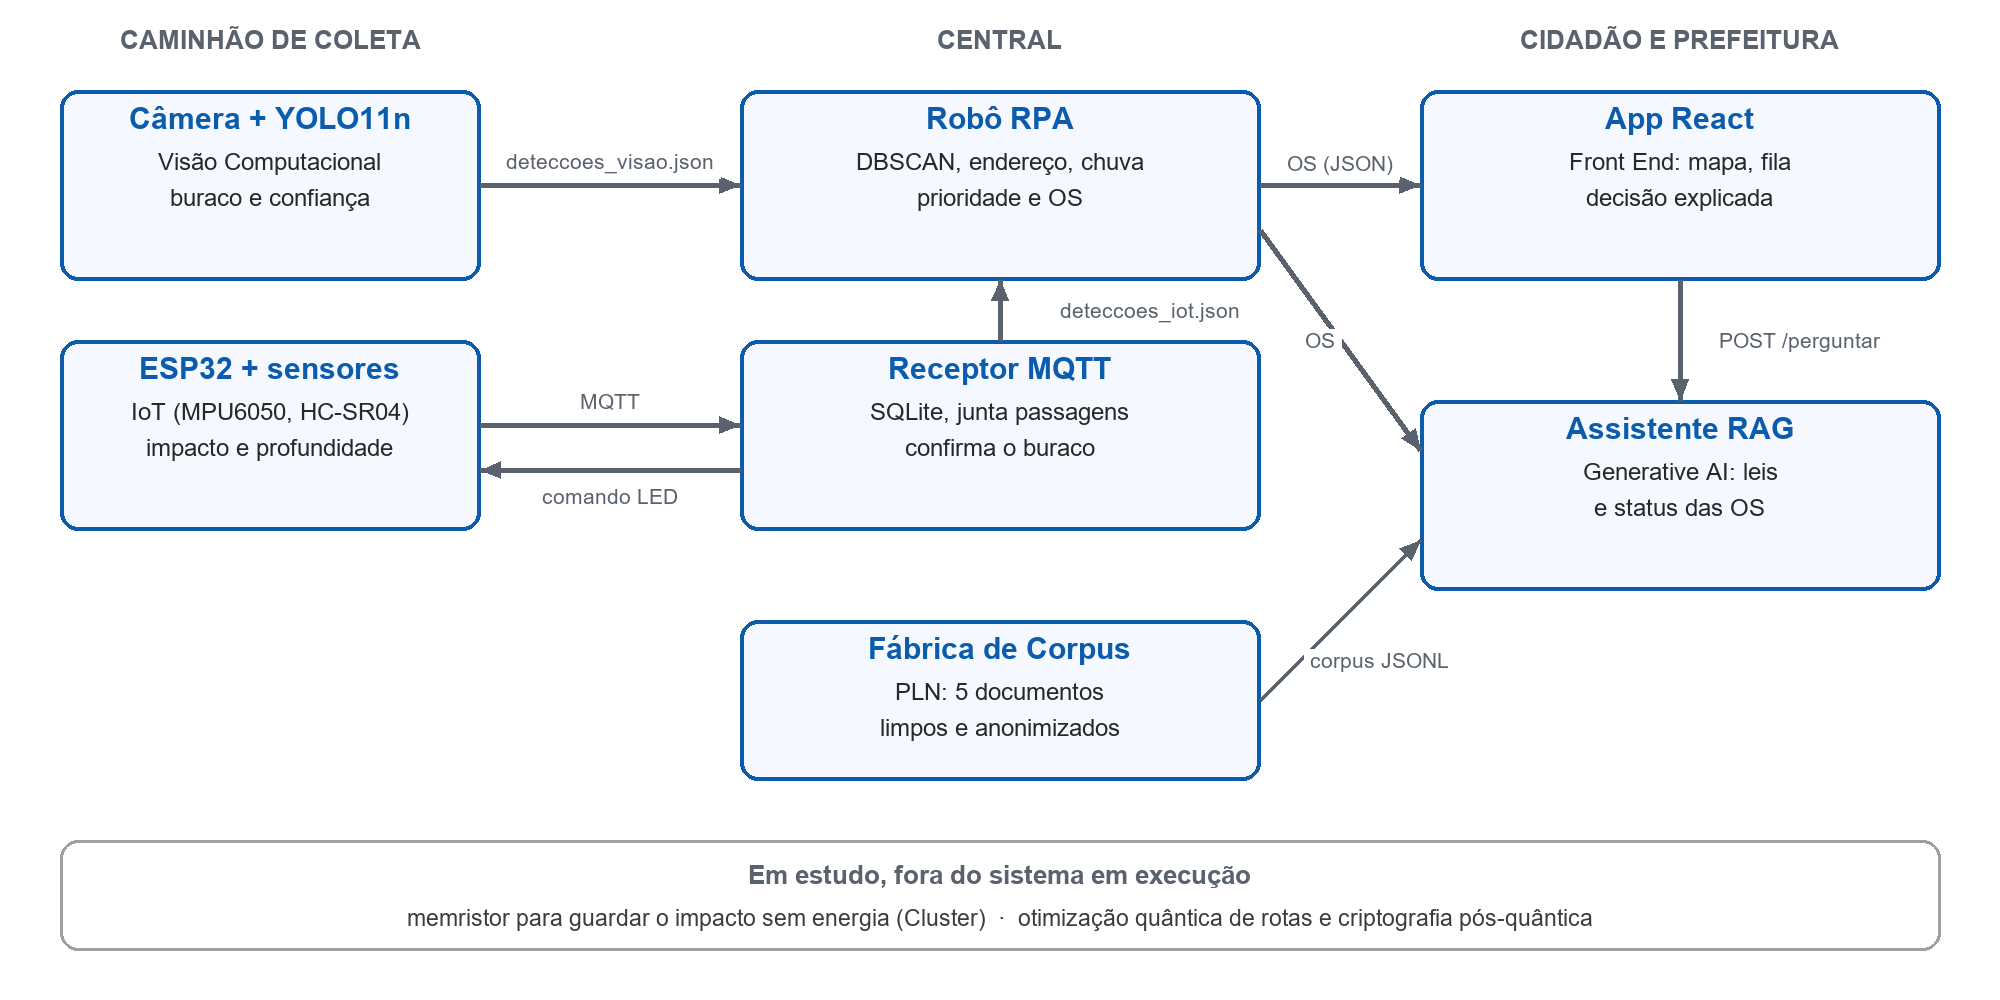 CAMINHÃO DE COLETA
CENTRAL
CIDADÃO E PREFEITURA
Câmera + YOLO11n
Visão Computacional
buraco e confiança
deteccoes_visao.json
Robô RPA
DBSCAN, endereço, chuva
prioridade e OS
OS (JSON)
App React
Front End: mapa, fila
decisão explicada
deteccoes_iot.json
OS
POST /perguntar
ESP32 + sensores
IoT (MPU6050, HC-SR04)
impacto e profundidade
MQTT
comando LED
Receptor MQTT
SQLite, junta passagens
confirma o buraco
Assistente RAG
Generative AI: leis
e status das OS
Fábrica de Corpus
PLN: 5 documentos
limpos e anonimizados
corpus JSONL
Em estudo, fora do sistema em execução
memristor para guardar o impacto sem energia (Cluster) · otimização quântica de rotas e criptografia pós-quântica